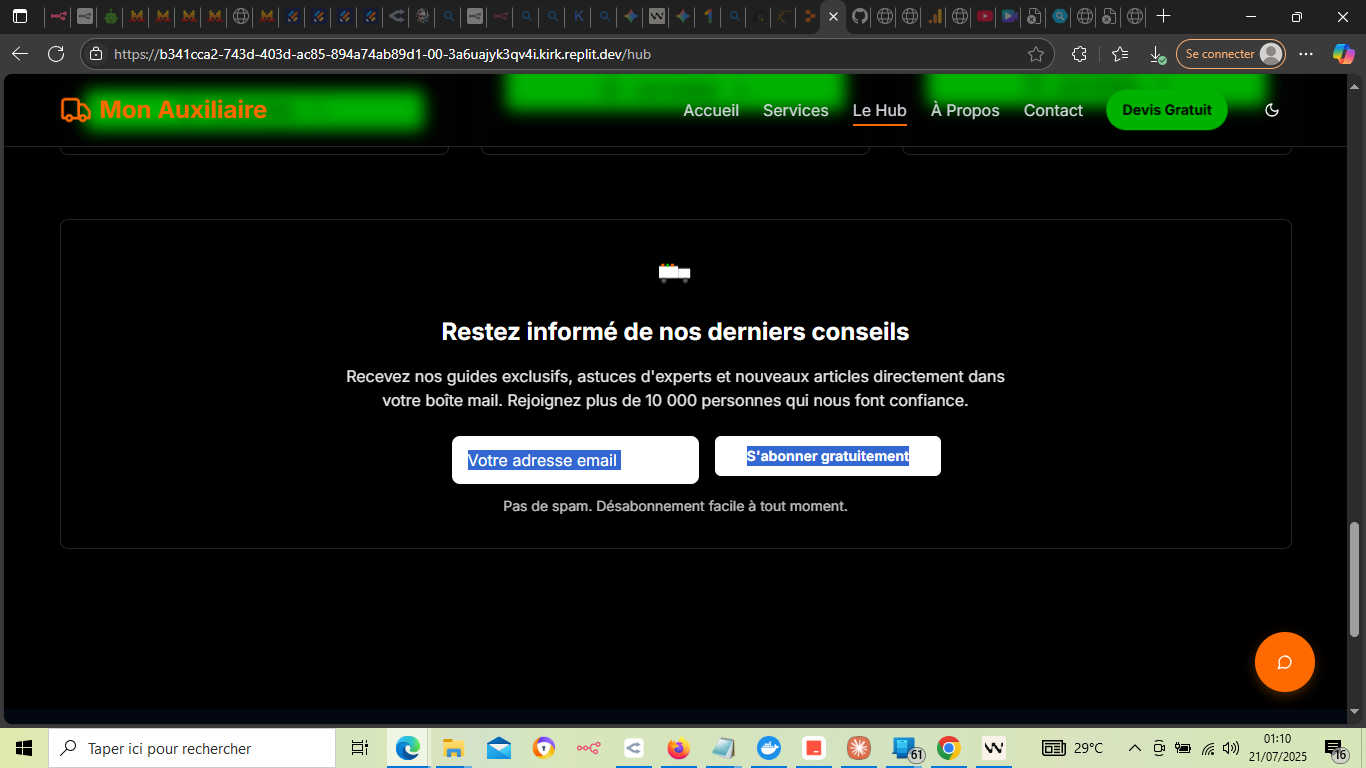 https://b341cca2-743d-403d-ac85-894a74ab89d1-00-3a6uajyk3qv4i.kirk.replit.dev/hub
Se connecter
Mon Auxiliaire
Accueil
Services
Le Hub
À Propos
Contact
Devis Gratuit
Restez informé de nos derniers conseils
Recevez nos guides exclusifs, astuces d'experts et nouveaux articles directement dans
votre boîte mail. Rejoignez plus de 10 000 personnes qui nous font confiance.
Votre adresse email
S'abonner gratuitement
Pas de spam. Désabonnement facile à tout moment.
Taper ici pour rechercher
61
29°C
01:10
21/07/2025
16